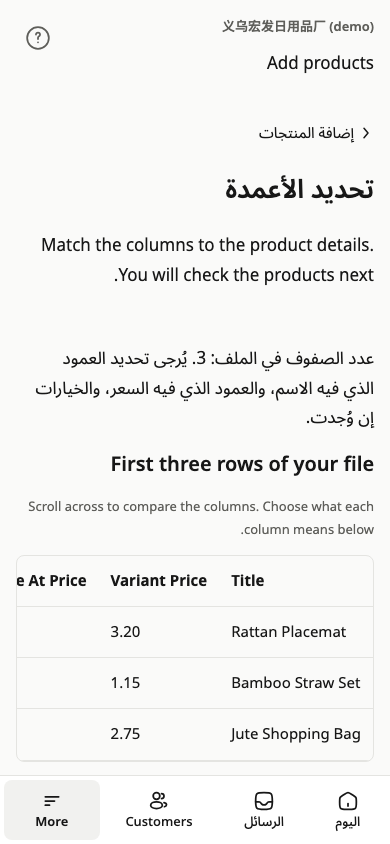 义乌宏发日用品厂 (demo)
Add products
إضافة المنتجات
تحديد الأعمدة
Match the columns to the product details.
You will check the products next.
عدد الصفوف في الملف: 3. يُرجى تحديد العمود
الذي فيه الاسم، والعمود الذي فيه السعر، والخيارات
إن وُجدت.
First three rows of your file
Scroll across to compare the columns. Choose what each
column means below.
Title Variant Price e At Price
Rattan Placemat 3.20
Bamboo Straw Set 1.15
Jute Shopping Bag 2.75
اليوم الرسائل Customers More